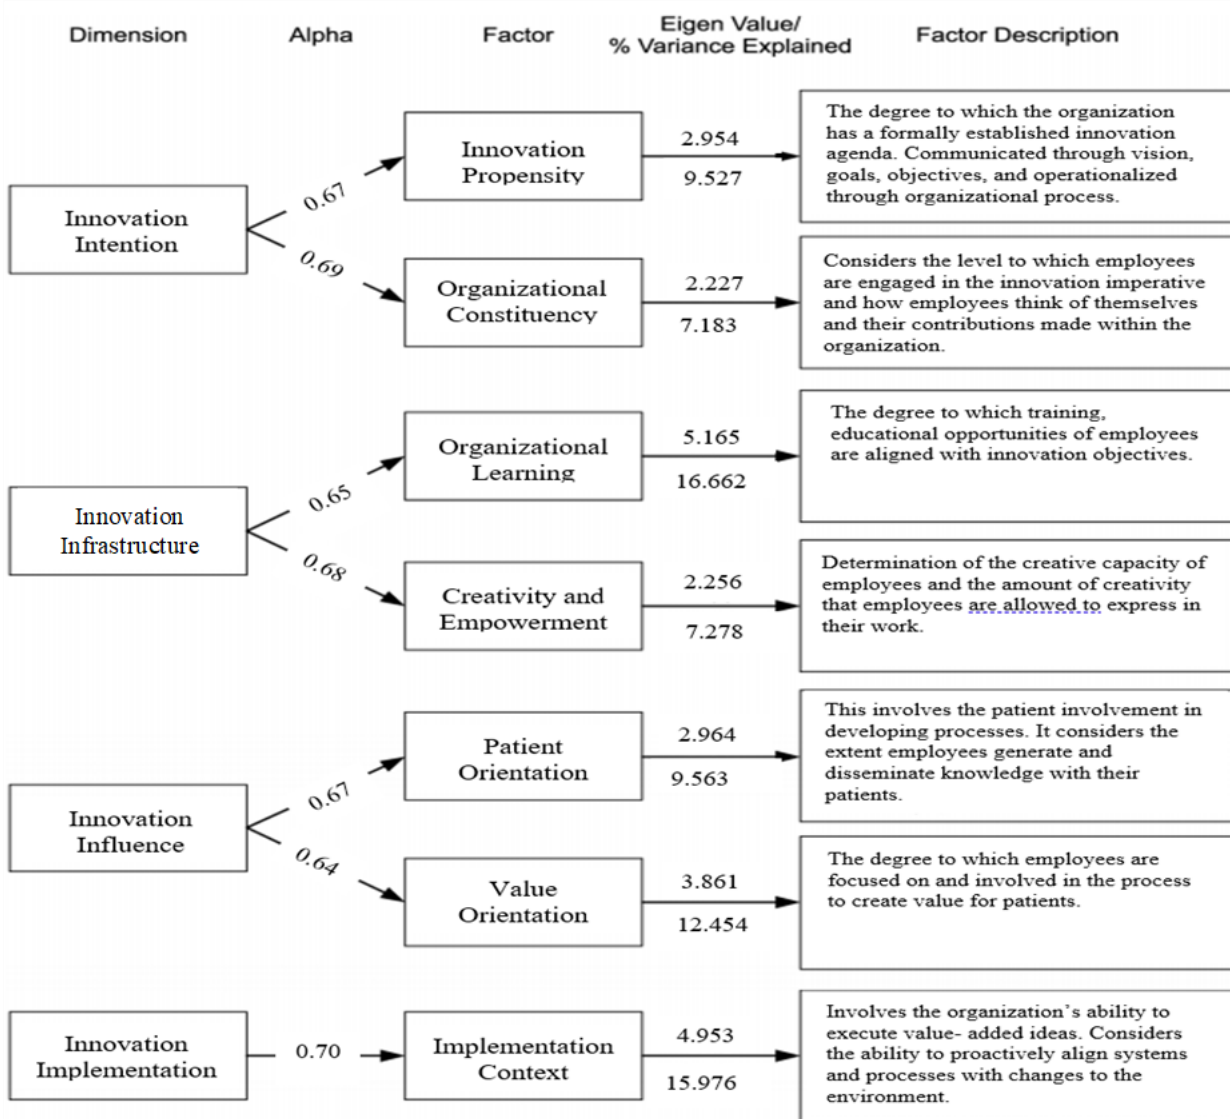 Dimension
Alpha
Factor
Eigen Value/
% Variance Explained
Factor Description
Innovation
Intention
0.67
Innovation
Propensity
2.954
9.527
The degree to which the organization
has a formally established innovation
agenda. Communicated through vision,
goals, objectives, and operationalized
through organizational process.
0.69
Organizational
Constituency
2.227
7.183
Considers the level to which employees
are engaged in the innovation imperative
and how employees think of themselves
and their contributions made within the
organization.
Innovation
Infrastructure
0.65
Organizational
Learning
5.165
16.662
The degree to which training,
educational opportunities of employees
are aligned with innovation objectives.
0.68
Creativity and
Empowerment
2.256
7.278
Determination of the creative capacity of
employees and the amount of creativity
that employees are allowed to express in
their work.
Innovation
Influence
0.67
Patient
Orientation
2.964
9.563
This involves the patient involvement in
developing processes. It considers the
extent employees generate and
disseminate knowledge with their
patients.
0.64
Value
Orientation
3.861
12.454
The degree to which employees are
focused on and involved in the process
to create value for patients.
Innovation
Implementation
0.70
Implementation
Context
4.953
15.976
Involves the organization's ability to
execute value- added ideas. Considers
the ability to proactively align systems
and processes with changes to the
environment.